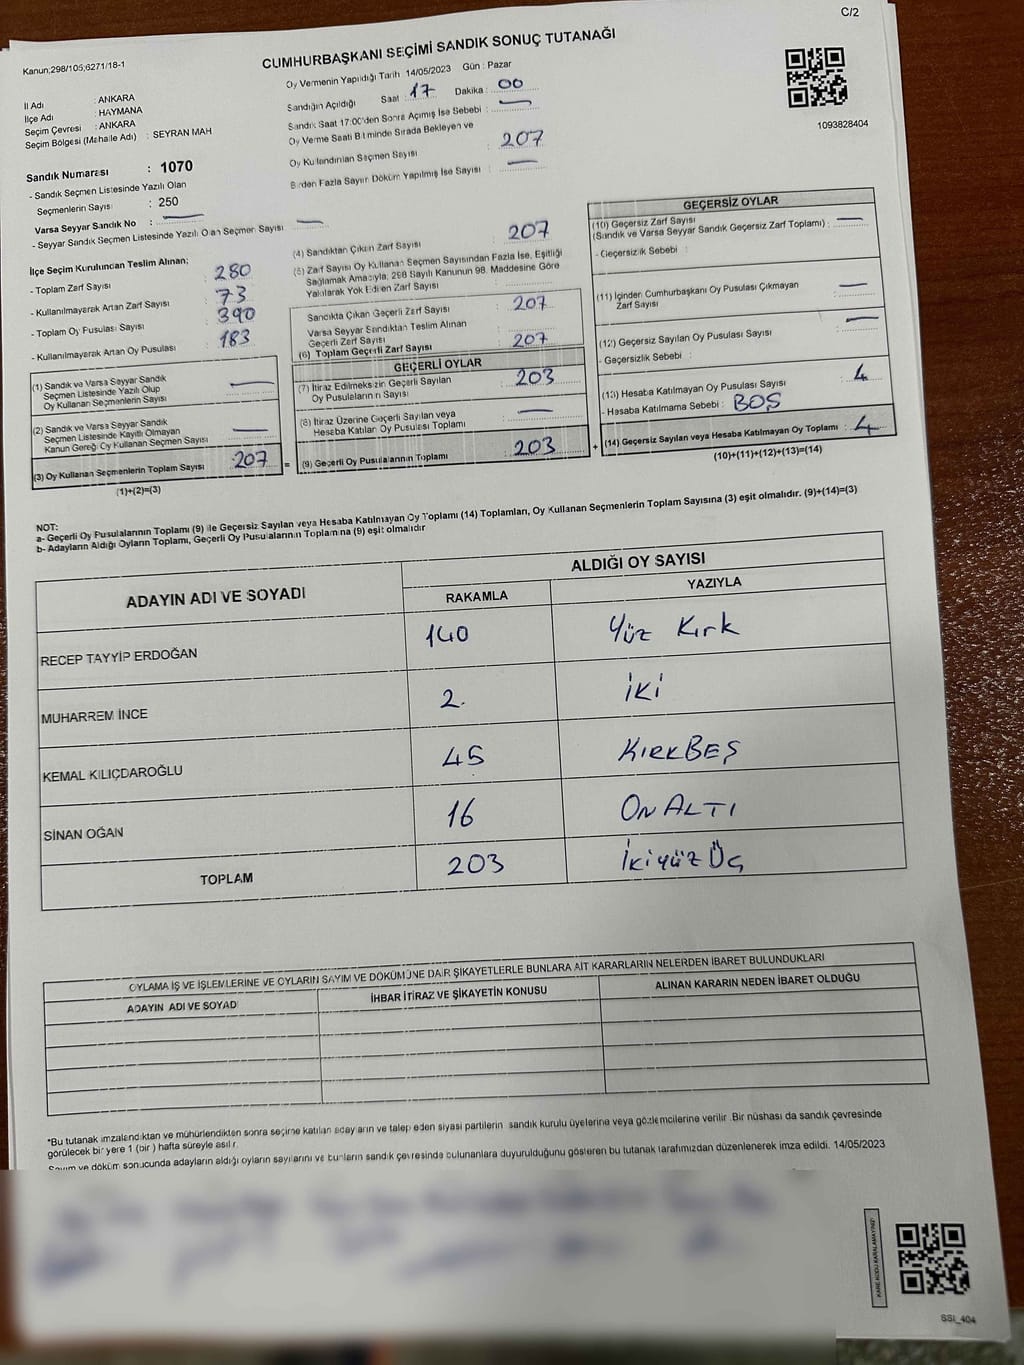 C/2
Kanun;298/105;6271/18-1
CUMHURBAŞKANI SEÇİMİ SANDIK SONUÇ TUTANAĞI
Oy Vermenin Yapıldığı Tarih 14/05/2023 Gün : Pazar
İl Adı : ANKARA
İlçe Adı : HAYMANA
Seçim Çevresi : ANKARA
Seçim Bölgesi (Mahalle Adı) : SEYRAN MAH
Sandığın Açıldığı Saat 17 Dakika : 00
Sandık Saat 17:00'den Sonra Açımış İse Sebebi :
Oy Verme Saati Bitiminde Sırada Bekleyen ve
Oy Kullandırılan Seçmen Sayısı : 207
Birden Fazla Sayım Döküm Yapılmış İse Sayısı :
1093828404
Sandık Numarası : 1070
- Sandık Seçmen Listesinde Yazılı Olan
Seçmenlerin Sayısı : 250
Varsa Seyyar Sandık No :
- Seyyar Sandık Seçmen Listesinde Yazılı Olan Seçmen Sayısı :
İlçe Seçim Kurulundan Teslim Alınan;
- Toplam Zarf Sayısı : 280
- Kullanılmayarak Artan Zarf Sayısı : 73
- Toplam Oy Pusulası Sayısı : 390
- Kullanılmayarak Artan Oy Pusulası : 183
(1) Sandık ve Varsa Seyyar Sandık
Seçmen Listesinde Yazılı Olup
Oy Kullanan Seçmenlerin Sayısı :
(2) Sandık ve Varsa Seyyar Sandık
Seçmen Listesinde Kayıtlı Olmayan
Kanun Gereği Oy Kullanan Seçmen Sayısı :
(3) Oy Kullanan Seçmenlerin Toplam Sayısı : 207 =
(1)+(2)=(3)
(4) Sandıktan Çıkan Zarf Sayısı : 207
(5) Zarf Sayısı Oy Kullanan Seçmen Sayısından Fazla İse, Eşitliği
Sağlamak Amacıyla; 298 Sayılı Kanunun 98. Maddesine Göre
Yakılarak Yok Edilen Zarf Sayısı :
Sandıkta Çıkan Geçerli Zarf Sayısı : 207
Varsa Seyyar Sandıktan Teslim Alınan
Geçerli Zarf Sayısı :
(6) Toplam Geçerli Zarf Sayısı : 207
GEÇERLİ OYLAR
(7) İtiraz Edilmeksizin Geçerli Sayılan
Oy Pusulalarının Sayısı : 203
(8) İtiraz Üzerine Geçerli Sayılan veya
Hesaba Katılan Oy Pusulası Toplamı :
(9) Geçerli Oy Pusulalarının Toplamı : 203 +
GEÇERSİZ OYLAR
(10) Geçersiz Zarf Sayısı
(Sandık ve Varsa Seyyar Sandık Geçersiz Zarf Toplamı) :
- Geçersizlik Sebebi :
(11) İçinden Cumhurbaşkanı Oy Pusulası Çıkmayan
Zarf Sayısı :
(12) Geçersiz Sayılan Oy Pusulası Sayısı :
- Geçersizlik Sebebi :
(13) Hesaba Katılmayan Oy Pusulası Sayısı : 4
- Hesaba Katılmama Sebebi : BOŞ
(14) Geçersiz Sayılan veya Hesaba Katılmayan Oy Toplamı : 4
(10)+(11)+(12)+(13)=(14)
NOT:
a- Geçerli Oy Pusulalarının Toplamı (9) ile Geçersiz Sayılan veya Hesaba Katılmayan Oy Toplamı (14) Toplamları, Oy Kullanan Seçmenlerin Toplam Sayısına (3) eşit olmalıdır. (9)+(14)=(3)
b- Adayların Aldığı Oyların Toplamı, Geçerli Oy Pusulalarının Toplamına (9) eşit olmalıdır
ADAYIN ADI VE SOYADI
ALDIĞI OY SAYISI
RAKAMLA YAZIYLA
RECEP TAYYİP ERDOĞAN 140 Yüz Kırk
MUHARREM İNCE 2. İKİ
KEMAL KILIÇDAROĞLU 45 KIRKBEŞ
SİNAN OĞAN 16 ON ALTI
TOPLAM 203 İkiyüz Üç
OYLAMA İŞ VE İŞLEMLERİNE VE OYLARIN SAYIM VE DÖKÜMÜNE DAİR ŞİKAYETLERLE BUNLARA AİT KARARLARIN NELERDEN İBARET BULUNDUKLARI
ADAYIN ADI VE SOYADI İHBAR İTİRAZ VE ŞİKAYETİN KONUSU ALINAN KARARIN NEDEN İBARET OLDUĞU
*Bu tutanak imzalandıktan ve mühürlendikten sonra seçime katılan adayların ve talep eden siyasi partilerin sandık kurulu üyelerine veya gözlemcilerine verilir .Bir nüshası da sandık çevresinde
görülecek bir yere 1 (bir ) hafta süreyle asılır.
Sayım ve döküm sonucunda adayların aldığı oyların sayılarını ve bunların sandık çevresinde bulunanlara duyurulduğunu gösteren bu tutanak tarafımızdan düzenlenerek imza edildi. 14/05/2023
KARE KODU KARALAMAYINIZ!
SSI_404